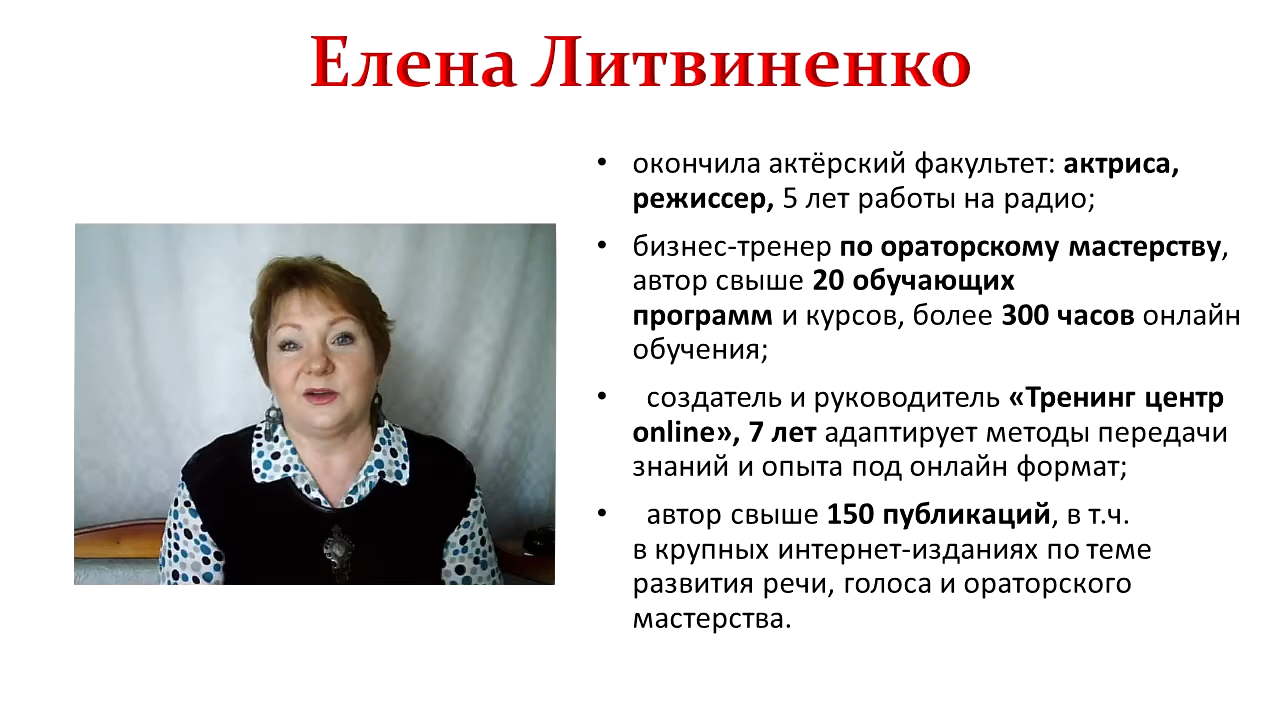 Елена Литвиненко
• окончила актёрский факультет: актриса,
режиссер, 5 лет работы на радио;
• бизнес-тренер по ораторскому мастерству,
автор свыше 20 обучающих
программ и курсов, более 300 часов онлайн
обучения;
• создатель и руководитель «Тренинг центр
online», 7 лет адаптирует методы передачи
знаний и опыта под онлайн формат;
• автор свыше 150 публикаций, в т.ч.
в крупных интернет-изданиях по теме
развития речи, голоса и ораторского
мастерства.